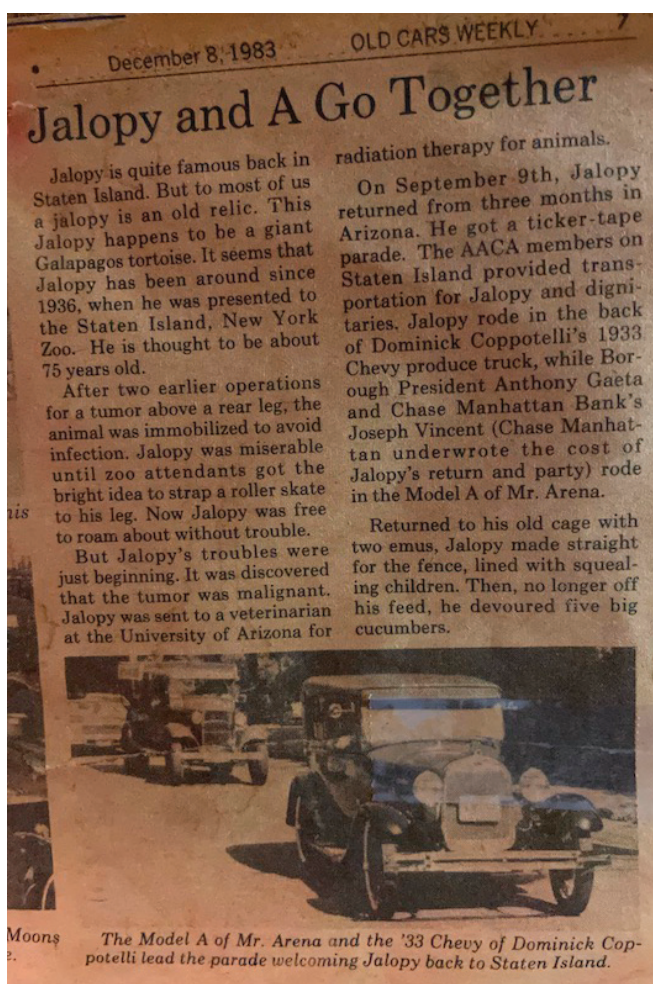 December 8, 1983
OLD CARS WEEKLY
7
Jalopy and A Go Together
Jalopy is quite famous back in
Staten Island. But to most of us
a jalopy is an old relic. This
Jalopy happens to be a giant
Galapagos tortoise. It seems that
Jalopy has been around since
1936, when he was presented to
the Staten Island, New York
Zoo. He is thought to be about
75 years old.
After two earlier operations
for a tumor above a rear leg, the
animal was immobilized to avoid
infection. Jalopy was miserable
until zoo attendants got the
bright idea to strap a roller skate
to his leg. Now Jalopy was free
to roam about without trouble.
But Jalopy's troubles were
just beginning. It was discovered
that the tumor was malignant.
Jalopy was sent to a veterinarian
at the University of Arizona for
radiation therapy for animals.
On September 9th, Jalopy
returned from three months in
Arizona. He got a ticker-tape
parade. The AACA members on
Staten Island provided trans-
portation for Jalopy and digni-
taries. Jalopy rode in the back
of Dominick Coppotelli's 1933
Chevy produce truck, while Bor-
ough President Anthony Gaeta
and Chase Manhattan Bank's
Joseph Vincent (Chase Manhat-
tan underwrote the cost of
Jalopy's return and party) rode
in the Model A of Mr. Arena.
Returned to his old cage with
two emus, Jalopy made straight
for the fence, lined with squeal-
ing children. Then, no longer off
his feed, he devoured five big
cucumbers.
Moons
The Model A of Mr. Arena and the '33 Chevy of Dominick Cop-
potelli lead the parade welcoming Jalopy back to Staten Island.